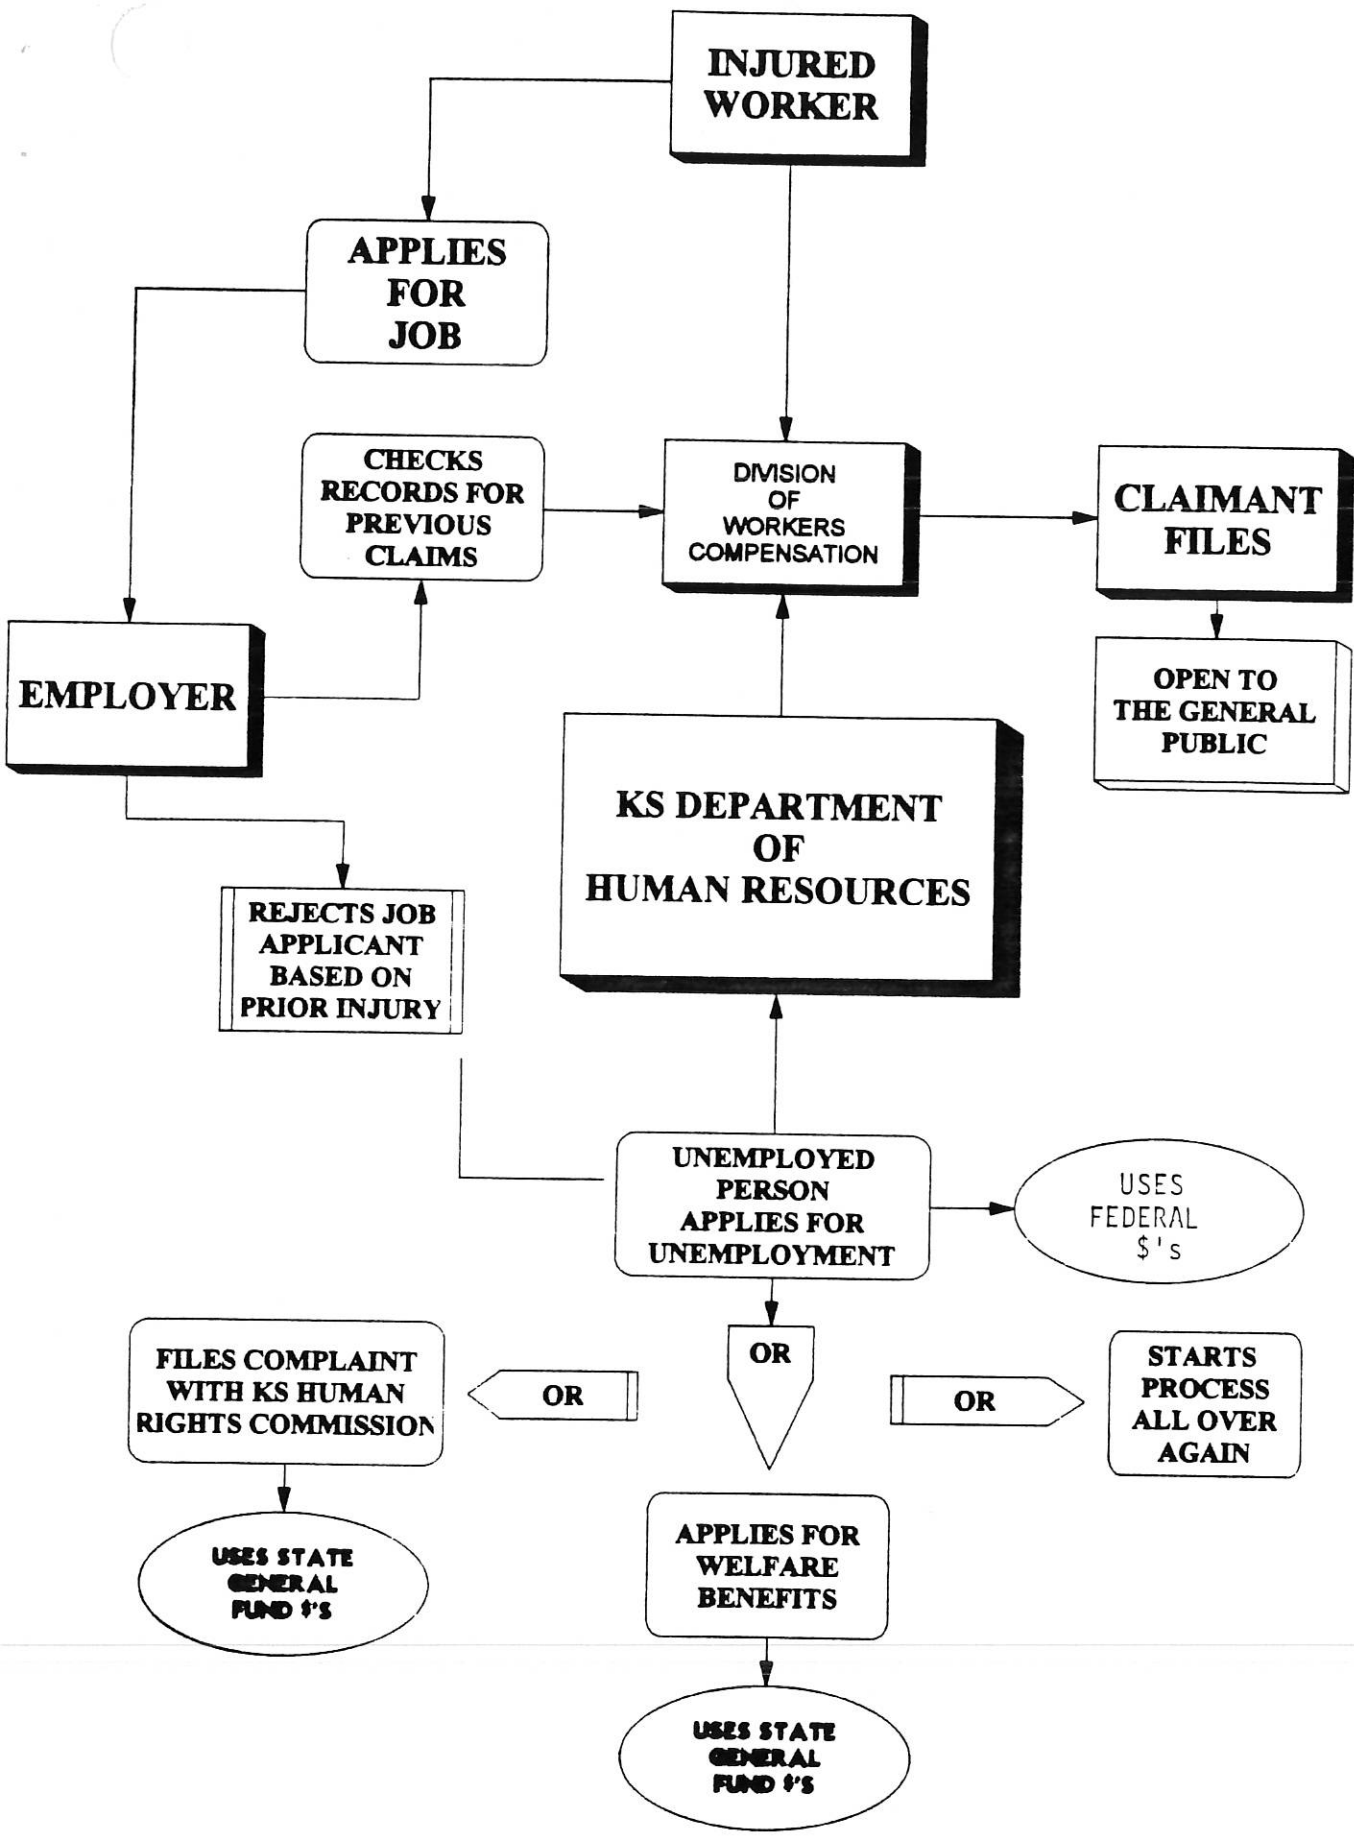 INJURED
WORKER
APPLIES
FOR
JOB
CHECKS
RECORDS FOR
PREVIOUS
CLAIMS
DIVISION
OF
WORKERS
COMPENSATION
CLAIMANT
FILES
EMPLOYER
OPEN TO
THE GENERAL
PUBLIC
KS DEPARTMENT
OF
HUMAN RESOURCES
REJECTS JOB
APPLICANT
BASED ON
PRIOR INJURY
UNEMPLOYED
PERSON
APPLIES FOR
UNEMPLOYMENT
USES
FEDERAL
$'s
FILES COMPLAINT
WITH KS HUMAN
RIGHTS COMMISSION
OR
OR
OR
STARTS
PROCESS
ALL OVER
AGAIN
USES STATE
GENERAL
FUND $'S
APPLIES FOR
WELFARE
BENEFITS
USES STATE
GENERAL
FUND $'S